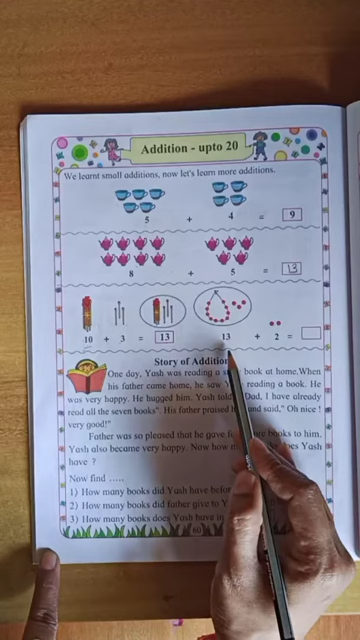 Addition - upto 20
We learnt small additions, now let's learn more additions.
5 + 4 = 9
8 + 5 = 13
10 + 3 = 13 13 + 2 =
Story of Addition
One day, Yash was reading a book at home. When
his father came home, he saw reading a book. He
was very happy. He hugged him. Yash told Dad, I have already
read all the seven books". His father praised and said," Oh nice !
very good!"
Father was so pleased that he gave books to him.
Yash also became very happy. Now how does Yash
have ?
Now find .....
1) How many books did Yash have
2) How many books did father give to
3) How many books does Yash have
60